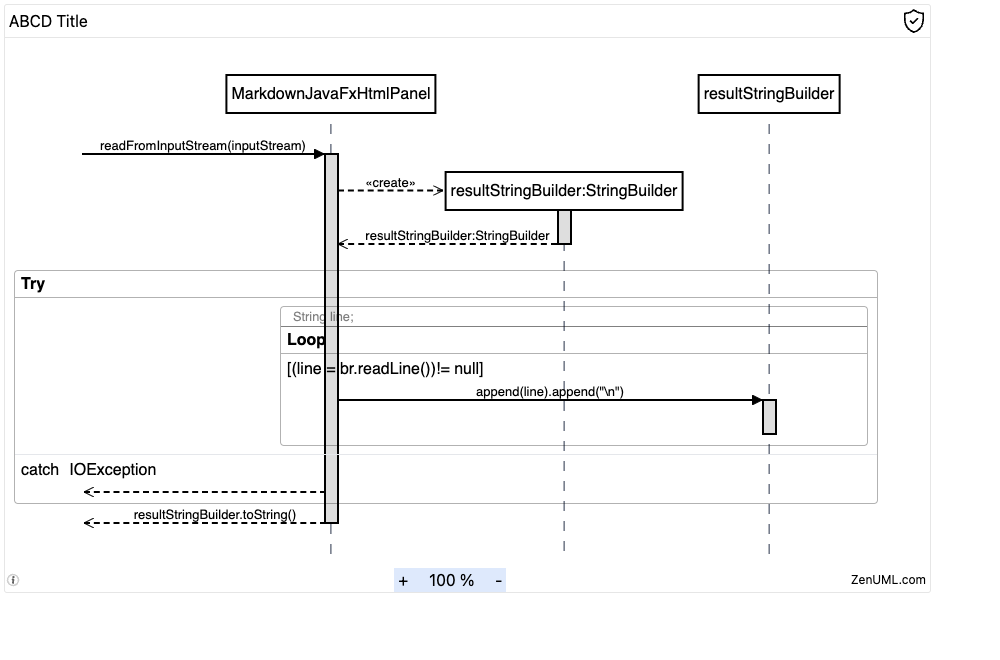 ABCD Title
MarkdownJavaFxHtmlPanel
resultStringBuilder
readFromInputStream(inputStream)
«create»
resultStringBuilder:StringBuilder
resultStringBuilder:StringBuilder
Try
String line;
Loop
[(line = br.readLine())!= null]
append(line).append("\n")
catch IOException
resultStringBuilder.toString()
+ 100 % -
ZenUML.com